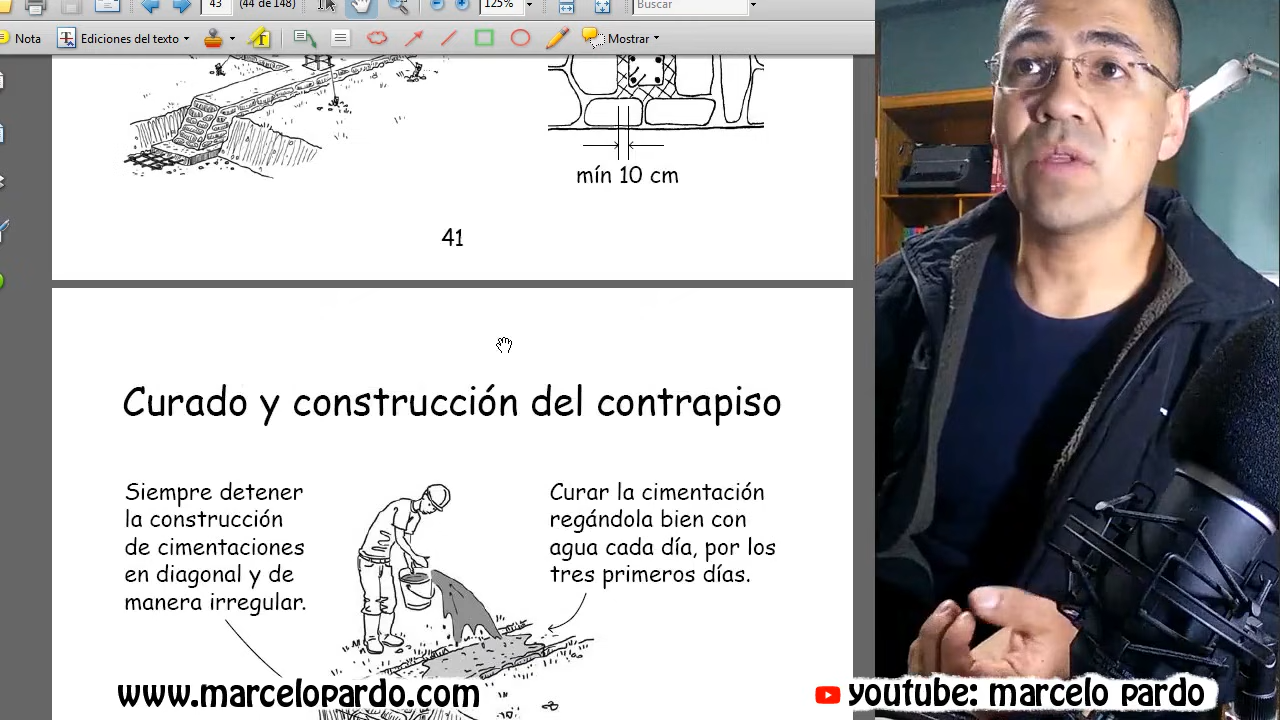 43
(44 de 148)
125%
Buscar
Nota
Ediciones del texto
Mostrar
mín 10 cm
41
Curado y construcción del contrapiso
Siempre detener
la construcción
de cimentaciones
en diagonal y de
manera irregular.
Curar la cimentación
regándola bien con
agua cada día, por los
tres primeros días.
www.marcelopardo.com
youtube: marcelo pardo